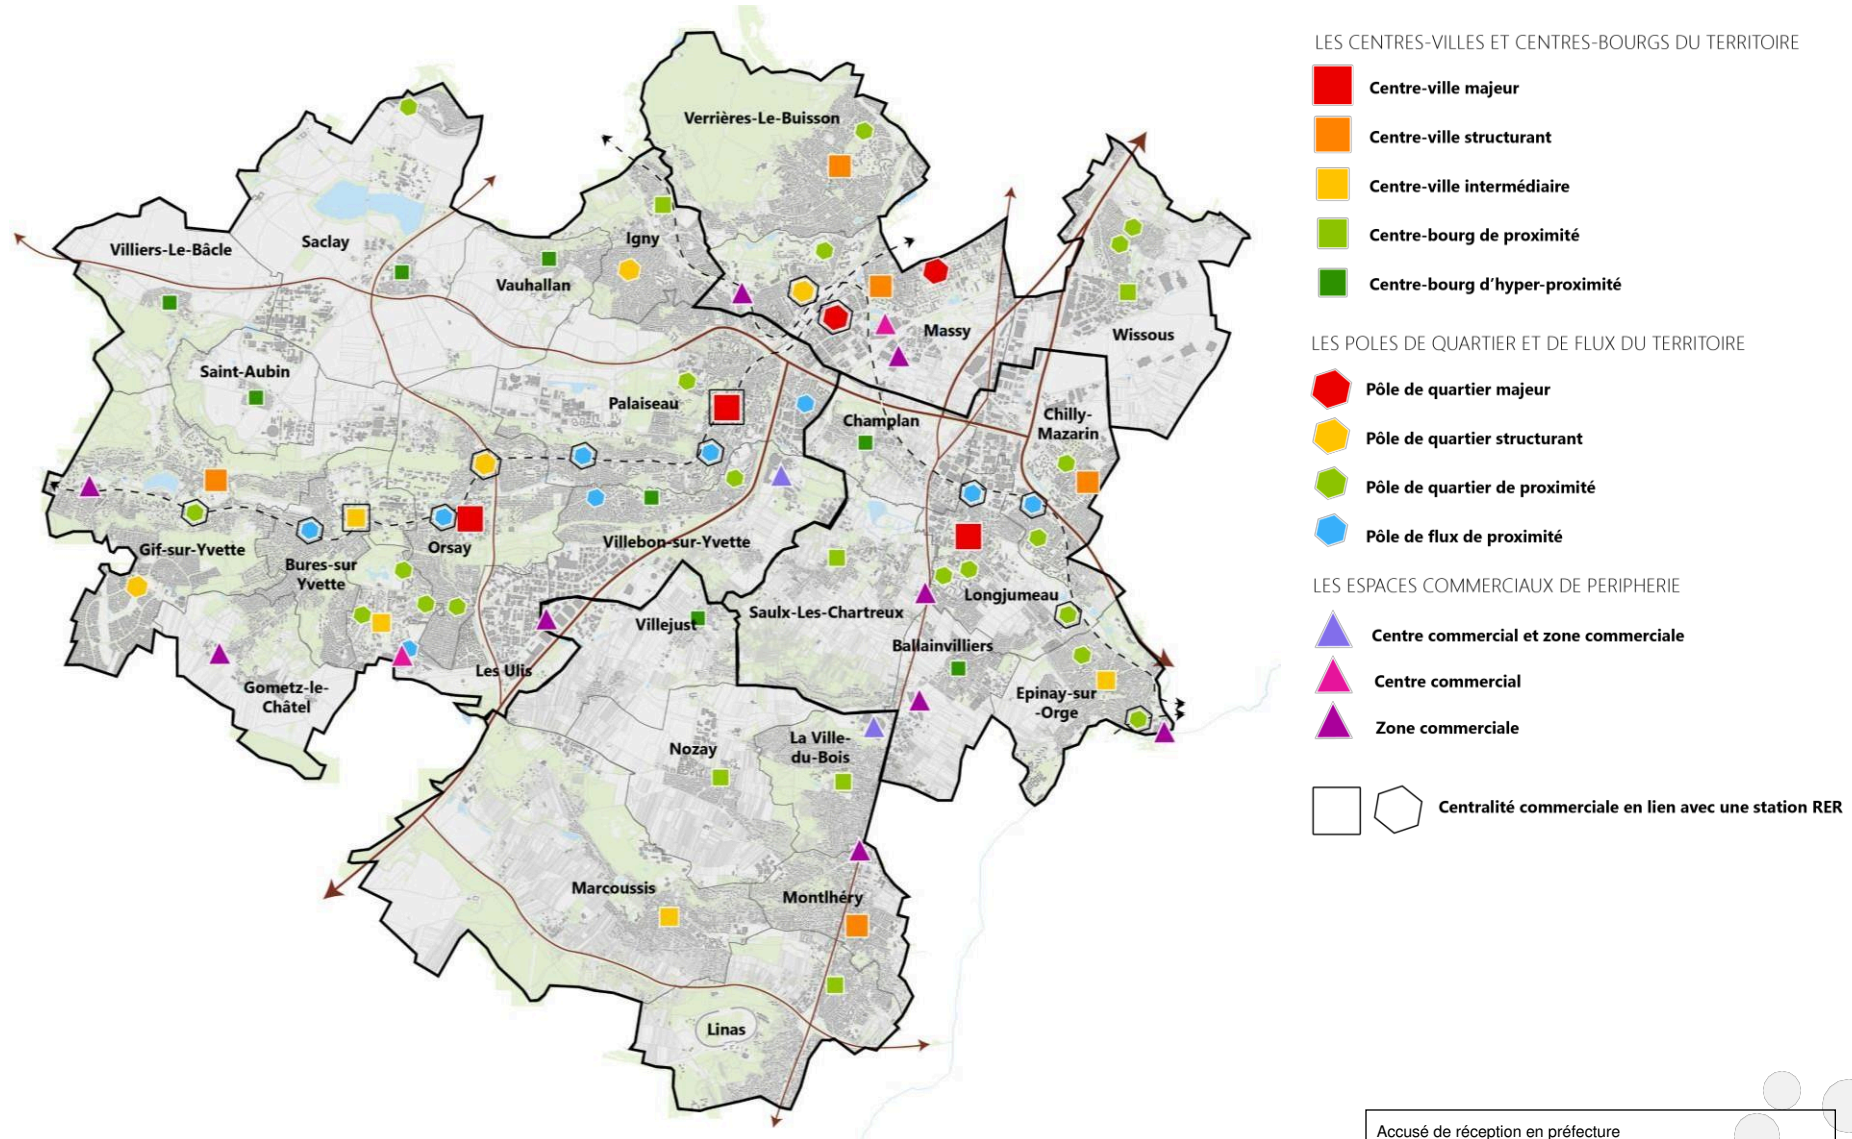 Verrières-Le-Buisson
Villiers-Le-Bâcle
Saclay
Igny
Vauhallan
Massy
Wissous
Saint-Aubin
Palaiseau
Champlan
Chilly-
Mazarin
Gif-sur-Yvette
Bures-sur
Yvette
Orsay
Villebon-sur-Yvette
Villejust
Saulx-Les-Chartreux
Longjumeau
Ballainvilliers
Les Ulis
Gometz-le-
Châtel
Epinay-sur
-Orge
Nozay
La Ville-
du-Bois
Marcoussis
Montlhéry
Linas
LES CENTRES-VILLES ET CENTRES-BOURGS DU TERRITOIRE
Centre-ville majeur
Centre-ville structurant
Centre-ville intermédiaire
Centre-bourg de proximité
Centre-bourg d'hyper-proximité
LES POLES DE QUARTIER ET DE FLUX DU TERRITOIRE
Pôle de quartier majeur
Pôle de quartier structurant
Pôle de quartier de proximité
Pôle de flux de proximité
LES ESPACES COMMERCIAUX DE PERIPHERIE
Centre commercial et zone commerciale
Centre commercial
Zone commerciale
Centralité commerciale en lien avec une station RER
Accusé de réception en préfecture